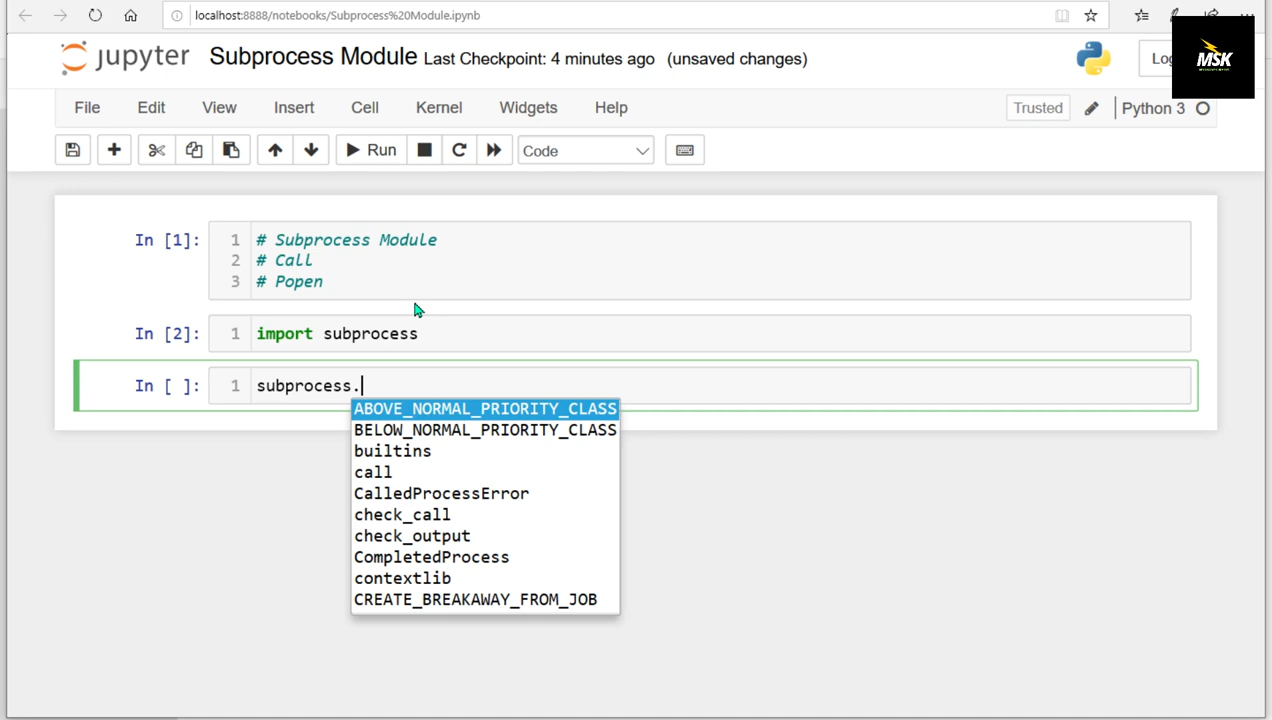 localhost:8888/notebooks/Subprocess%20Module.ipynb
MSK
jupyter Subprocess Module Last Checkpoint: 4 minutes ago (unsaved changes)
File Edit View Insert Cell Kernel Widgets Help Trusted Python 3
Run Code
In [1]: 1 # Subprocess Module
2 # Call
3 # Popen
In [2]: 1 import subprocess
In [ ]: 1 subprocess.
ABOVE_NORMAL_PRIORITY_CLASS
BELOW_NORMAL_PRIORITY_CLASS
builtins
call
CalledProcessError
check_call
check_output
CompletedProcess
contextlib
CREATE_BREAKAWAY_FROM_JOB